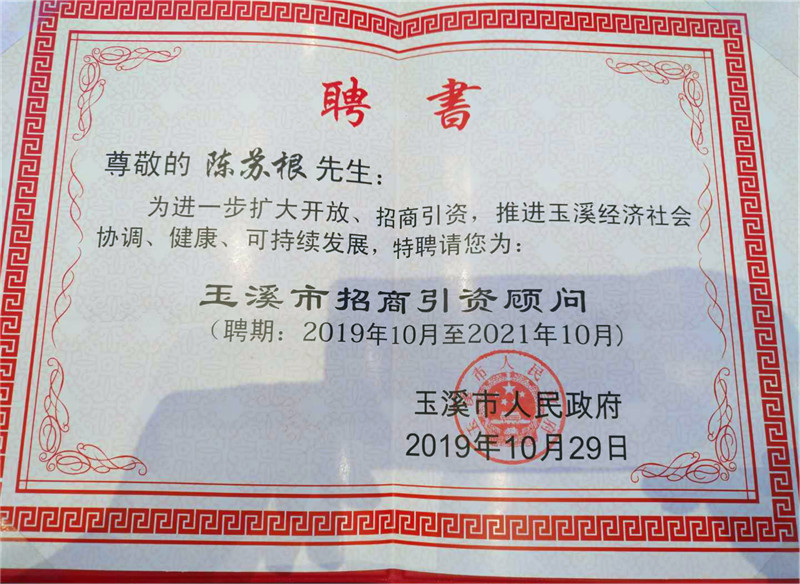 聘書
尊敬的 陈苏根 先生：
为进一步扩大开放、招商引资，推进玉溪经济社会
协调、健康、可持续发展，特聘请您为：
玉溪市招商引资顾问
（聘期：2019年10月至2021年10月）
玉溪市人民政府
2019年10月29日